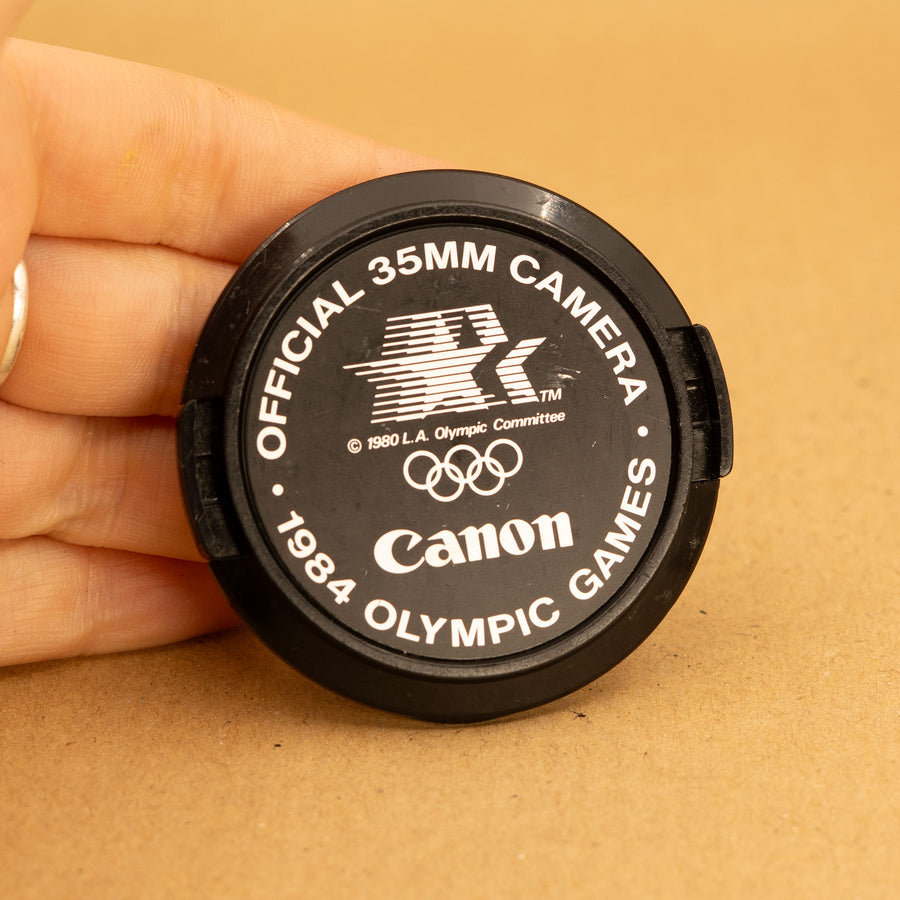 OFFICIAL 35MM CAMERA
TM
© 1980 L.A. Olympic Committee
Canon
• 1984 OLYMPIC GAMES •